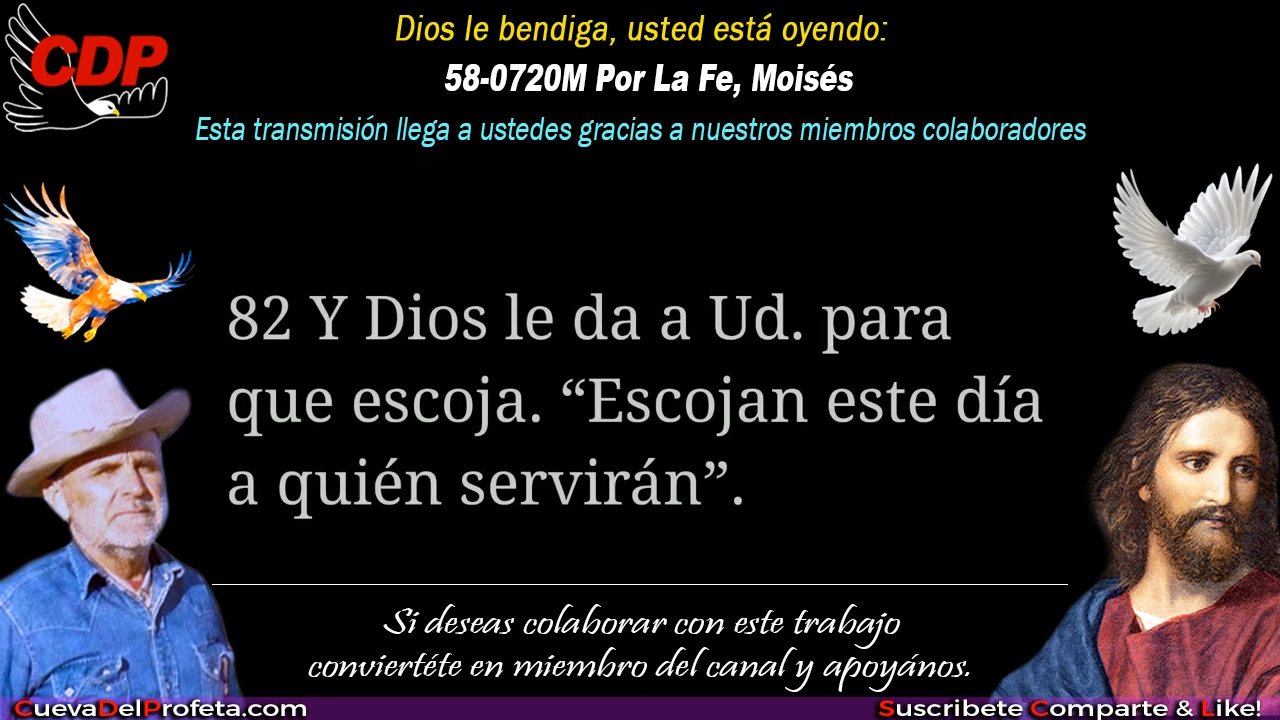 CDP
Dios le bendiga, usted está oyendo:
58-0720M Por La Fe, Moisés
Esta transmisión llega a ustedes gracias a nuestros miembros colaboradores
82 Y Dios le da a Ud. para
que escoja. “Escojan este día
a quién servirán”.
Si deseas colaborar con este trabajo
conviertéte en miembro del canal y apoyános.
CuevaDelProfeta.com
Suscribete Comparte & Like!